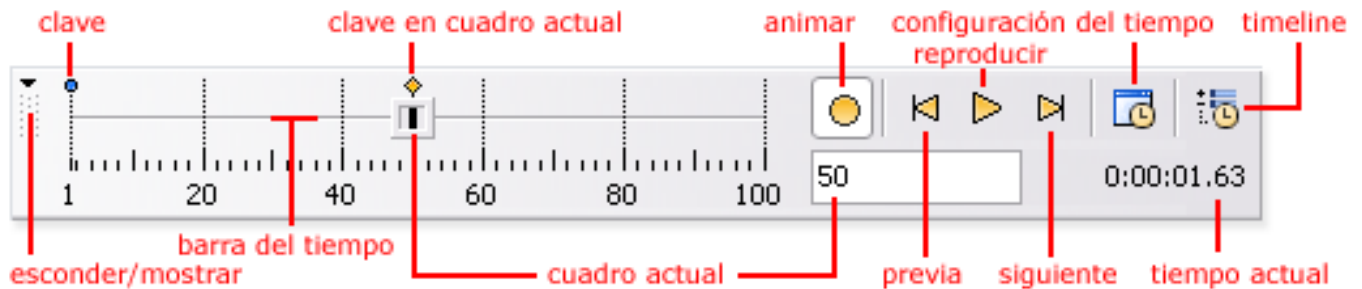 clave
clave en cuadro actual
animar
configuración del tiempo
timeline
reproducir
1 20 40 60 80 100
50
0:00:01.63
barra del tiempo
esconder/mostrar
cuadro actual
previa
siguiente
tiempo actual